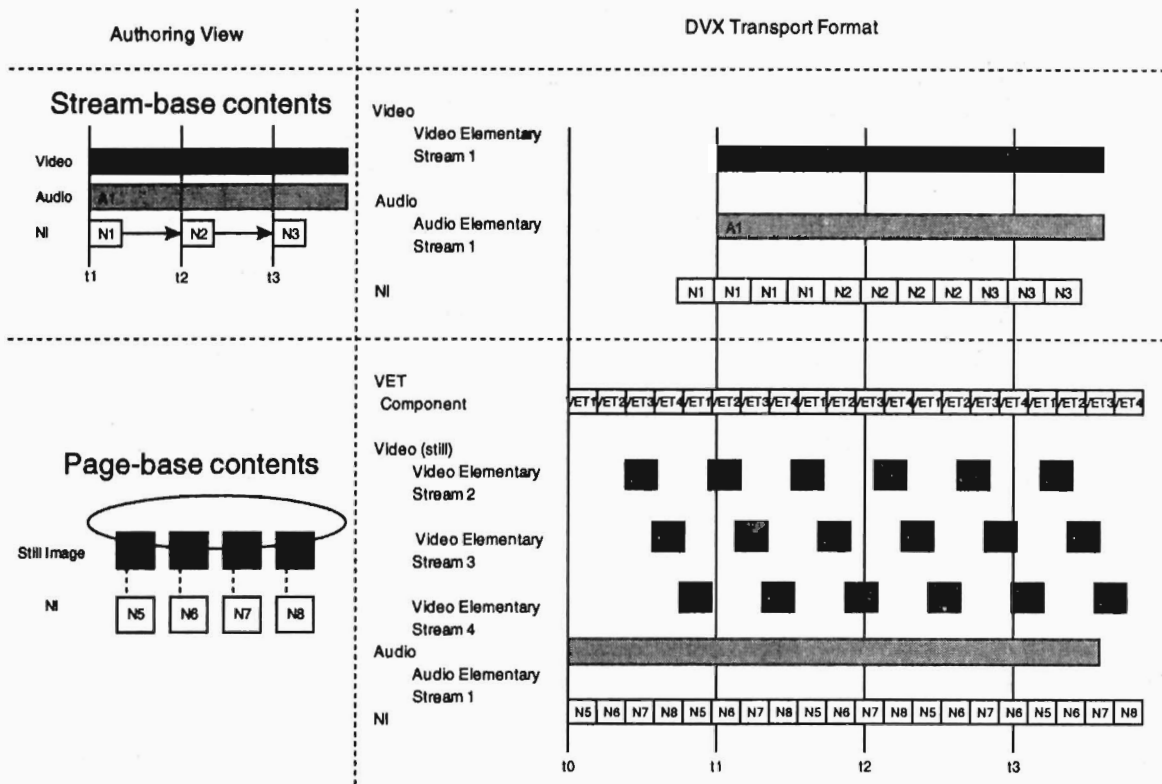 Authoring View
DVX Transport Format
Stream-base contents
Video
Audio
A1
NI
N1
N2
N3
t1
t2
t3
Video
Video Elementary
Stream 1
Audio
Audio Elementary
Stream 1
A1
NI
N1 N1 N1 N1 N2 N2 N2 N2 N3 N3 N3
Page-base contents
Still Image
NI
N5
N6
N7
N8
VET
Component
VET1 VET2 VET3 VET4 VET1 VET2 VET3 VET4 VET1 VET2 VET3 VET4 VET1 VET2 VET3 VET4 VET1 VET2 VET3 VET4
Video (still)
Video Elementary
Stream 2
Video Elementary
Stream 3
Video Elementary
Stream 4
Audio
Audio Elementary
Stream 1
NI
N5 N6 N7 N8 N5 N6 N7 N8 N5 N6 N7 N8 N5 N6 N7 N6 N5 N6 N7 N8
t0
t1
t2
t3